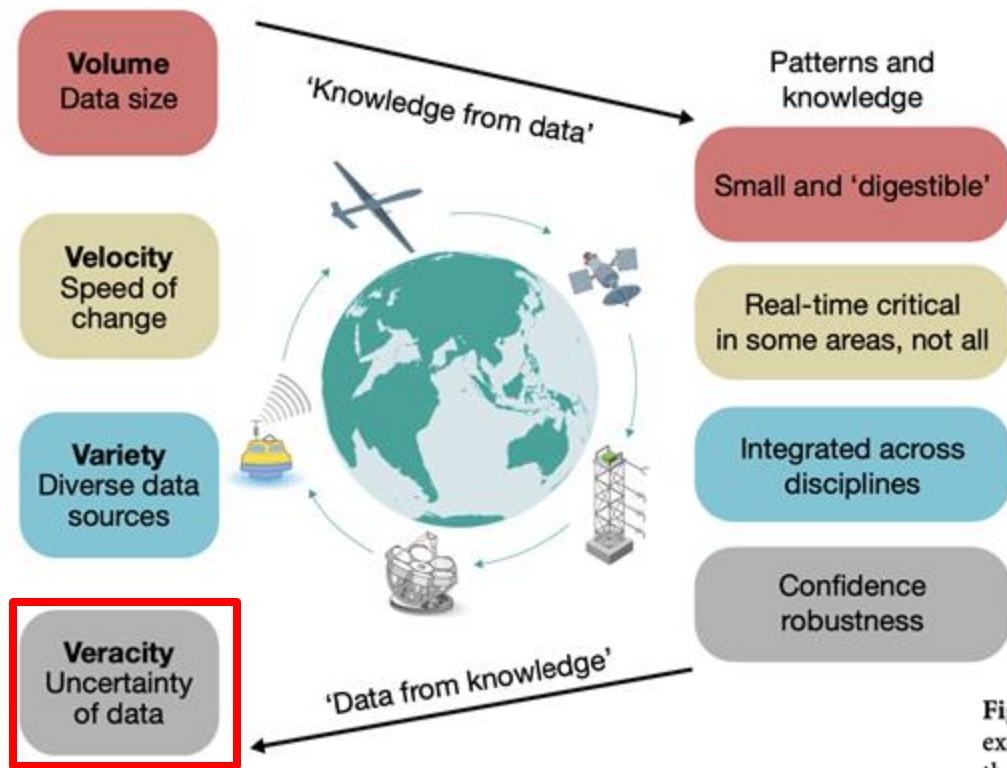 Volume
Data size
'Knowledge from data'
Patterns and
knowledge
Small and 'digestible'
Velocity
Speed of
change
Real-time critical
in some areas, not all
Variety
Diverse data
sources
Integrated across
disciplines
Confidence
robustness
Veracity
Uncertainty
of data
'Data from knowledge'